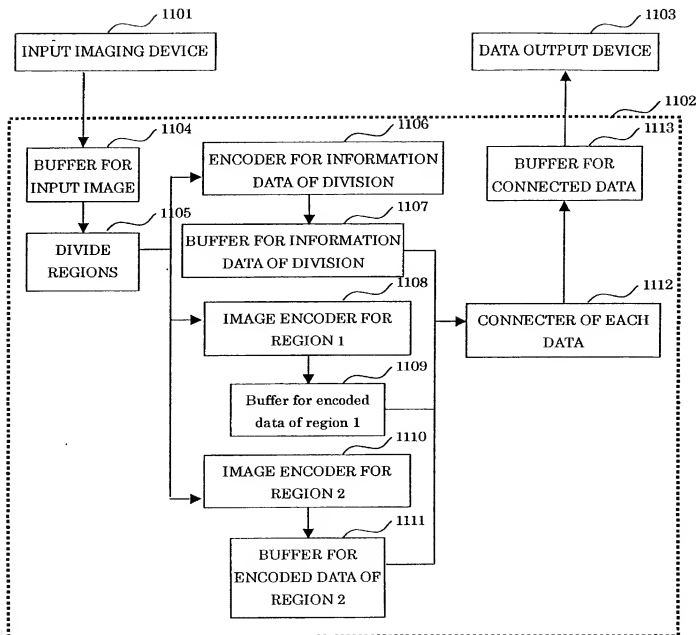 1101
INPUT IMAGING DEVICE
1103
DATA OUTPUT DEVICE
1102
1104
BUFFER FOR
INPUT IMAGE
1105
DIVIDE
REGIONS
1106
ENCODER FOR INFORMATION
DATA OF DIVISION
1107
BUFFER FOR INFORMATION
DATA OF DIVISION
1108
IMAGE ENCODER FOR
REGION 1
1109
Buffer for encoded
data of region 1
1110
IMAGE ENCODER FOR
REGION 2
1111
BUFFER FOR
ENCODED DATA OF
REGION 2
1113
BUFFER FOR
CONNECTED DATA
1112
CONNECTER OF EACH
DATA